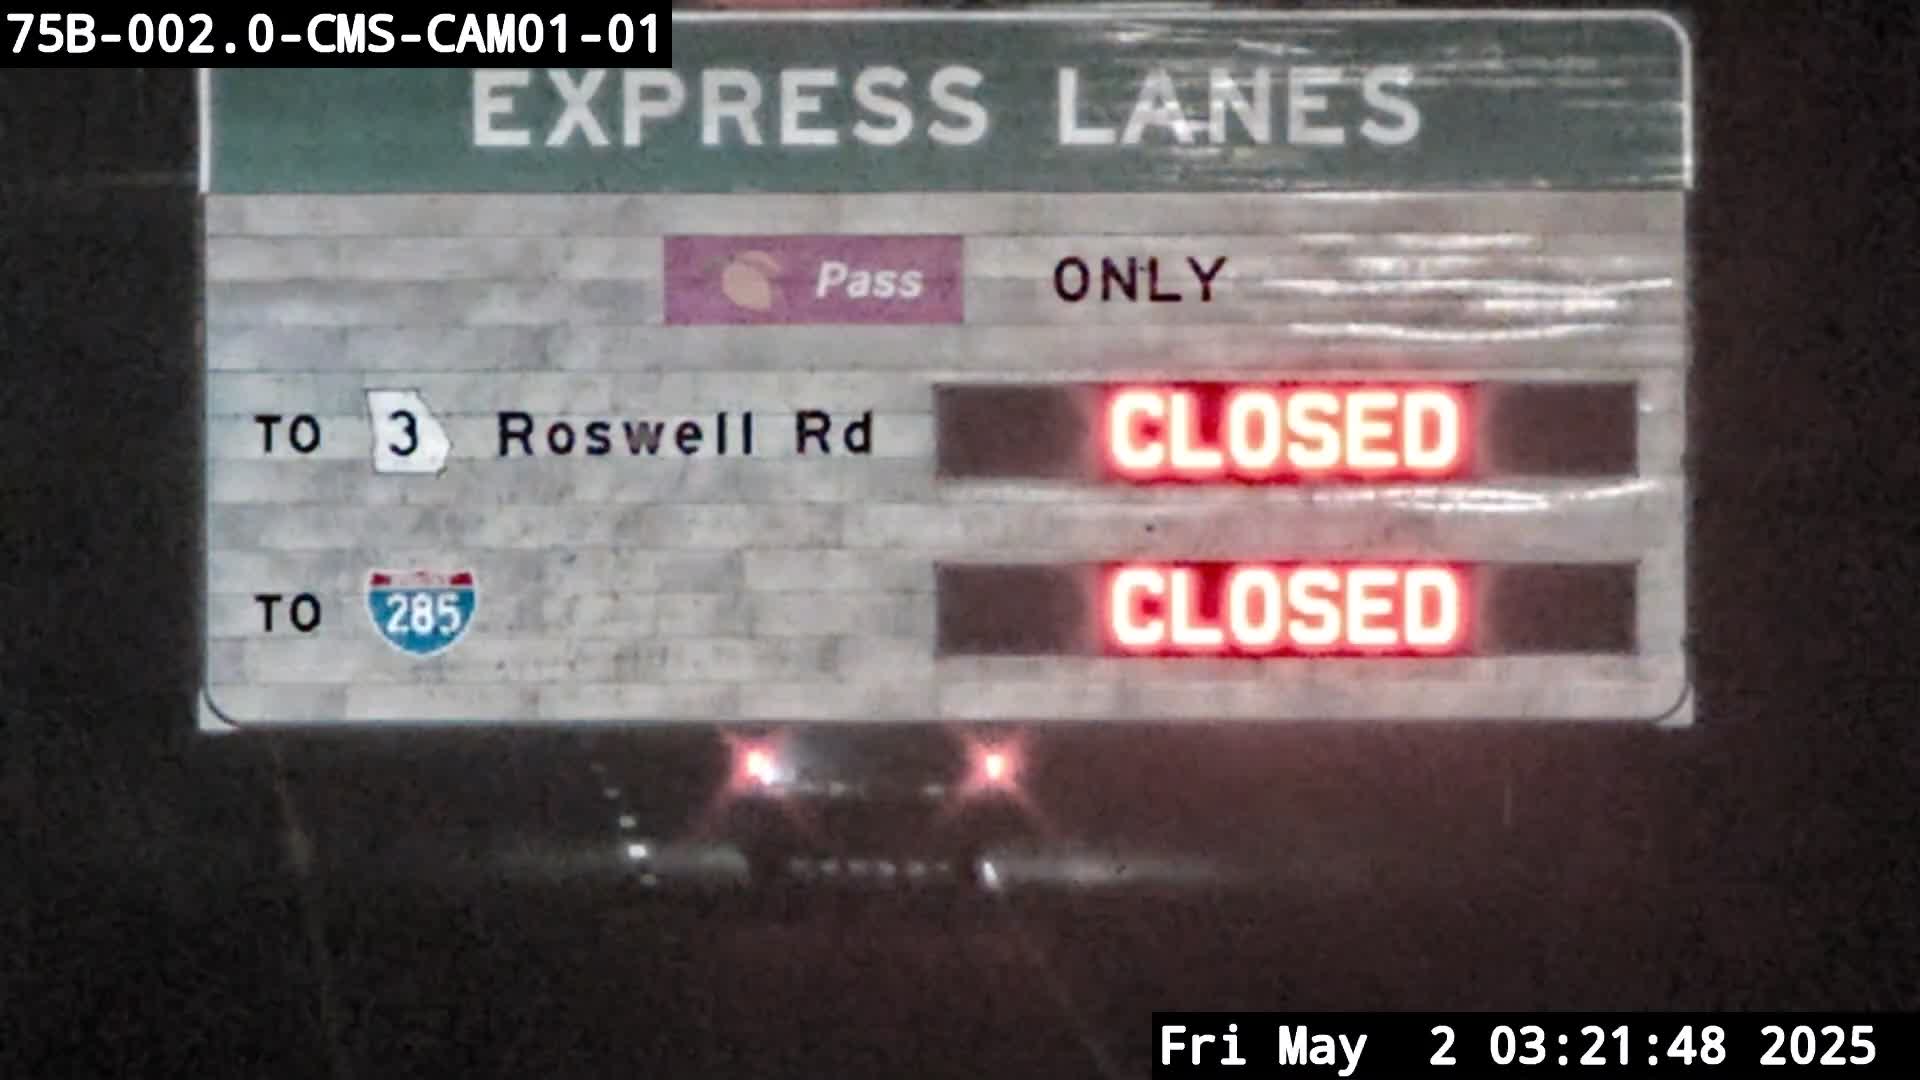 75B-002.0-CMS-CAM01-01
EXPRESS LANES
Pass ONLY
TO 3 Roswell Rd CLOSED
TO 285 CLOSED
Fri May 2 03:21:48 2025